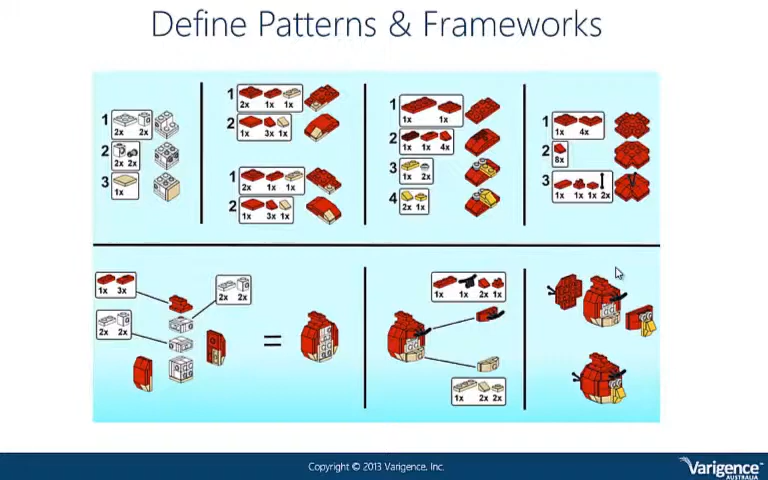 Define Patterns & Frameworks
1
2x 2x
2
2x 2x
3
1x
1
2x 1x 1x
2
1x 3x 1x
1
2x 1x 1x
2
1x 3x 1x
1
1x 1x
2
1x 1x 4x
3
1x 2x
4
2x 1x
1
1x 4x
2
8x
3
1x 1x 1x 2x
1x 3x
2x 2x
2x 2x
=
1x 1x 2x 1x
1x 2x 2x
Copyright © 2013 Varigence, Inc.
Varigence™
AUSTRALIA